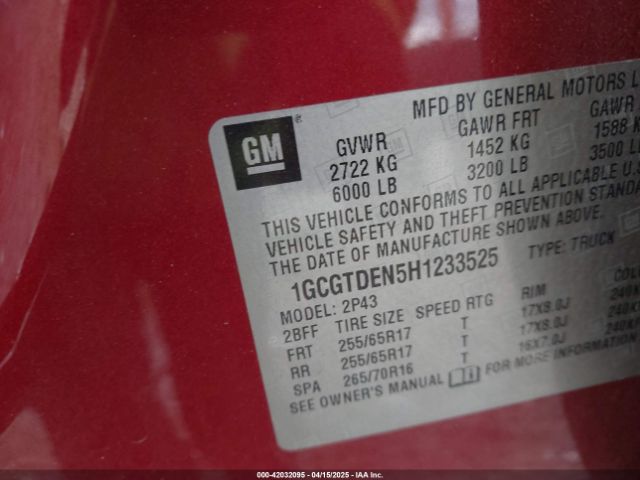 MFD BY GENERAL MOTORS
GM
GVWR GAWR FRT GAWR
2722 KG 1452 KG 1588
6000 LB 3200 LB 3500
THIS VEHICLE CONFORMS TO ALL APPLICABLE U.S.
VEHICLE SAFETY AND THEFT PREVENTION
THE DATE OF MANUFACTURE SHOWN ABOVE.
1GCGTDEN5H1233525 TYPE: TRUCK
MODEL: 2P43
2BFF TIRE SIZE SPEED RTG RIM
FRT 255/65R17 T 17X8.0J 240
RR 255/65R17 T 17X8.0J 240
SPA 265/70R16 T 16X7.0J 240
SEE OWNER'S MANUAL FOR MORE INFORMATION
000-42032095 - 04/15/2025 - IAA Inc.